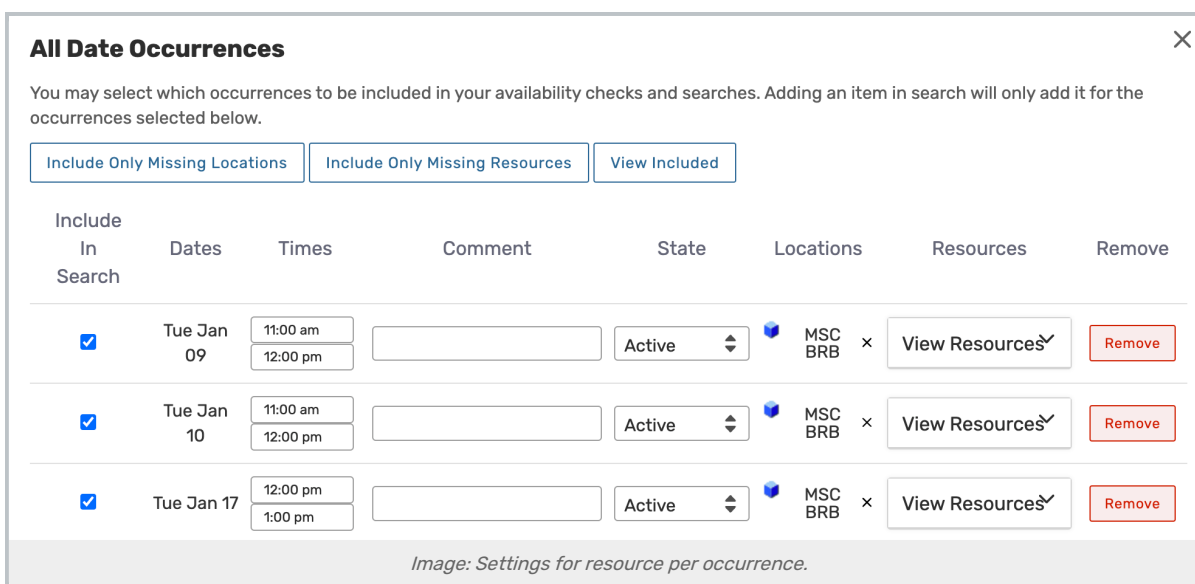 All Date Occurrences
You may select which occurrences to be included in your availability checks and searches. Adding an item in search will only add it for the
occurrences selected below.
Include Only Missing Locations Include Only Missing Resources View Included
Include
In
Search
Dates Times Comment State Locations Resources Remove
Tue Jan
09
11:00 am
12:00 pm
Active
MSC
BRB
×
View Resources
Remove
Tue Jan
10
11:00 am
12:00 pm
Active
MSC
BRB
×
View Resources
Remove
Tue Jan 17
12:00 pm
1:00 pm
Active
MSC
BRB
×
View Resources
Remove
Image: Settings for resource per occurrence.